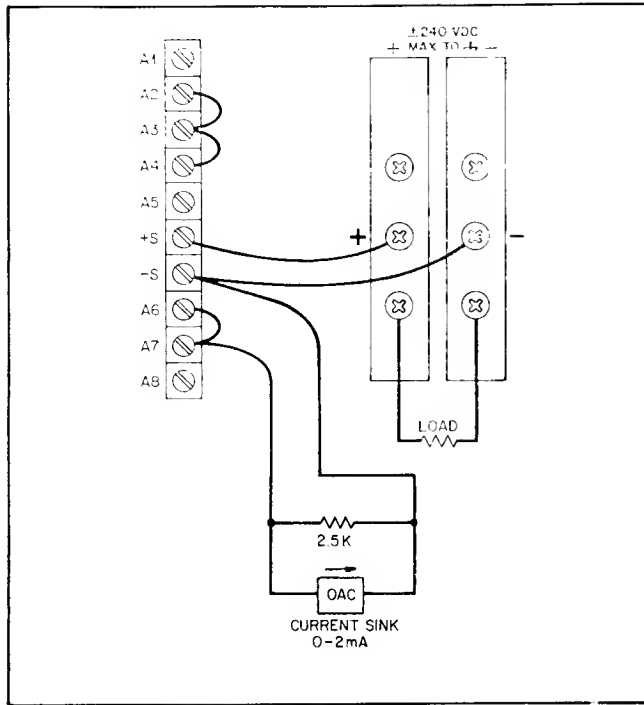 ±240 VDC
+ MAX TO ⏚ -
A1
A2
A3
A4
A5
+S
-S
A6
A7
A8
+
-
LOAD
2.5K
OAC
CURRENT SINK
0-2mA